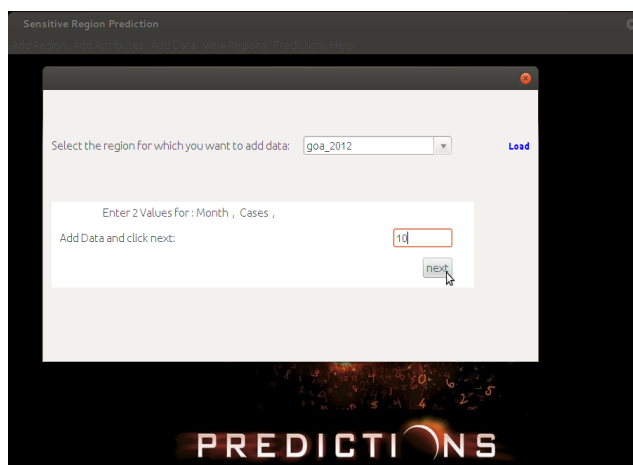 Sensitive Region Prediction
Add Region Add Attributes Add Data View Regions Prediction Help
Select the region for which you want to add data: goa_2012 Load
Enter 2 Values for : Month , Cases ,
Add Data and click next: 10
next
PREDICTIONS